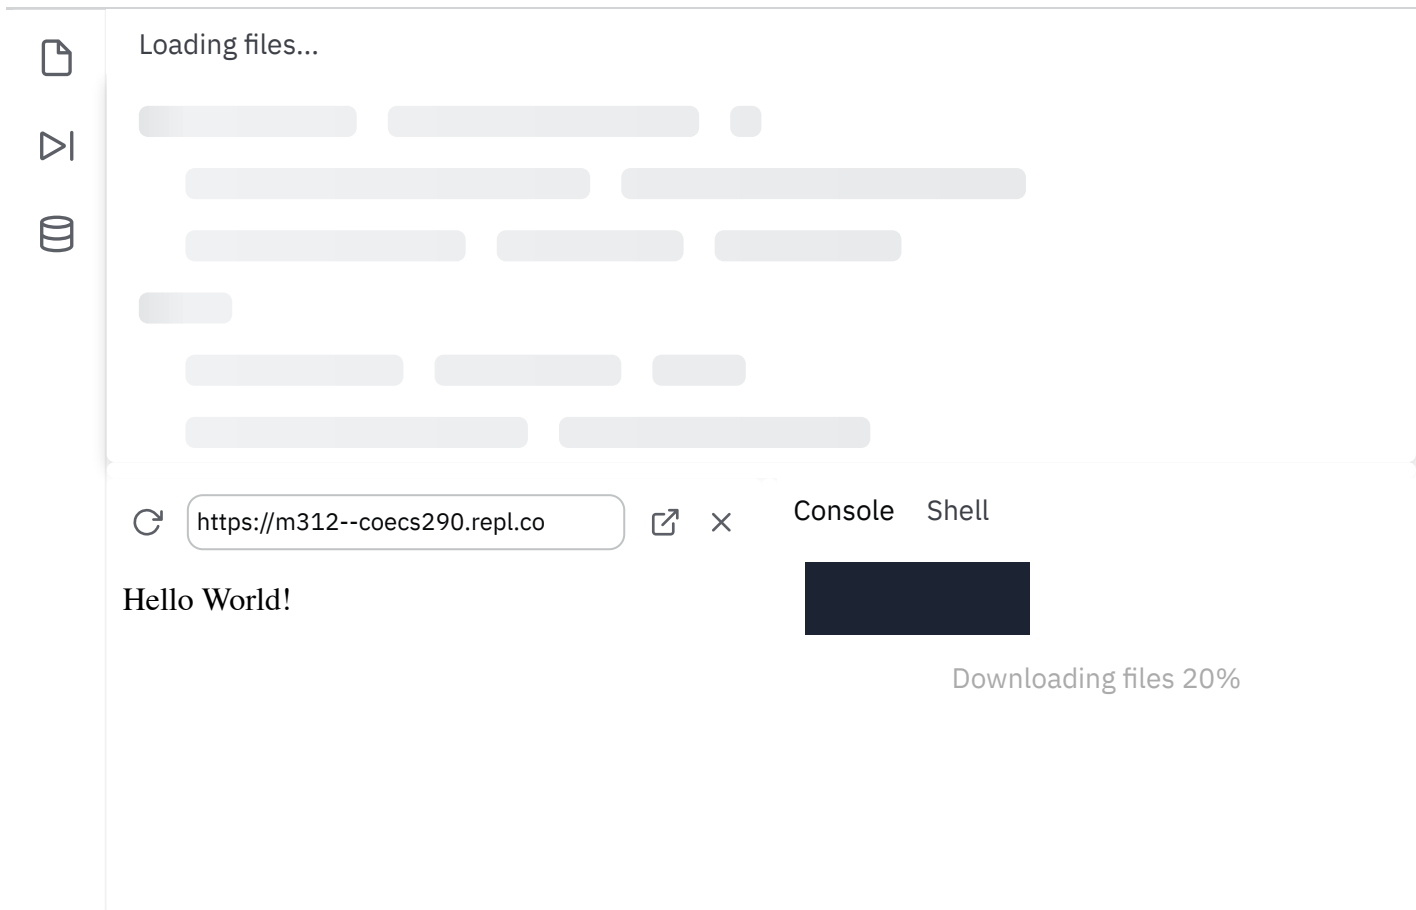 Loading files...
https://m312--coecs290.repl.co
Hello World!
Console Shell
Downloading files 20%